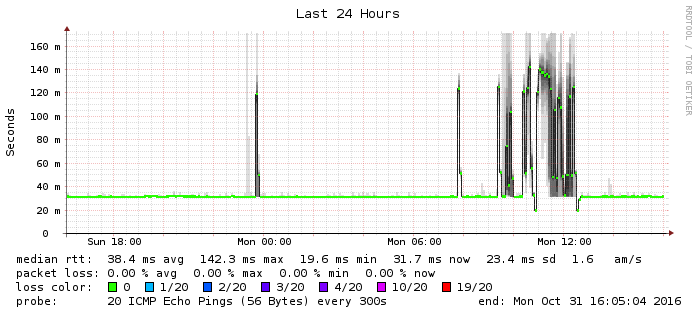 Last 24 Hours
RRDTOOL / TOBI OETIKER
Seconds
160 m
140 m
120 m
100 m
80 m
60 m
40 m
20 m
0
Sun 18:00 Mon 00:00 Mon 06:00 Mon 12:00
median rtt: 38.4 ms avg 142.3 ms max 19.6 ms min 31.7 ms now 23.4 ms sd 1.6 am/s
packet loss: 0.00 % avg 0.00 % max 0.00 % min 0.00 % now
loss color: 0 1/20 2/20 3/20 4/20 10/20 19/20
probe: 20 ICMP Echo Pings (56 Bytes) every 300s end: Mon Oct 31 16:05:04 2016